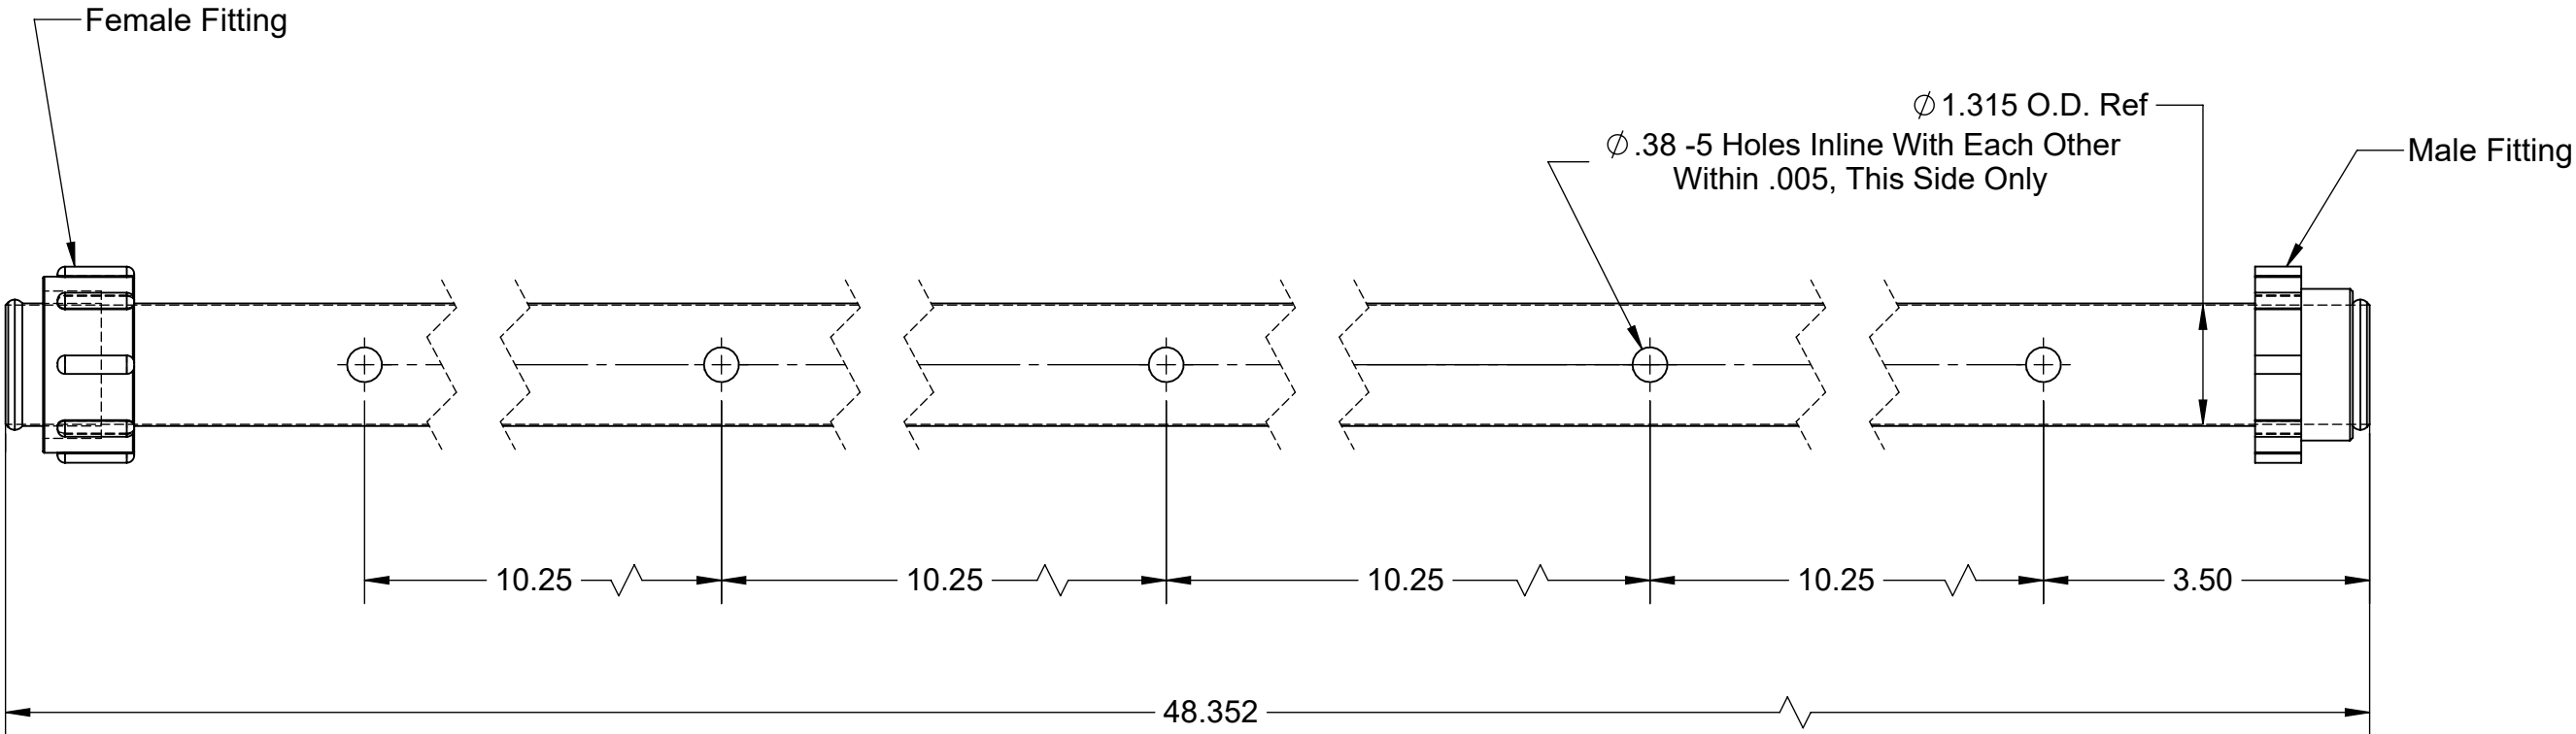 Female Fitting
⌀1.315 O.D. Ref
⌀.38 -5 Holes Inline With Each Other
Within .005, This Side Only
Male Fitting
10.25
10.25
10.25
10.25
3.50
48.352